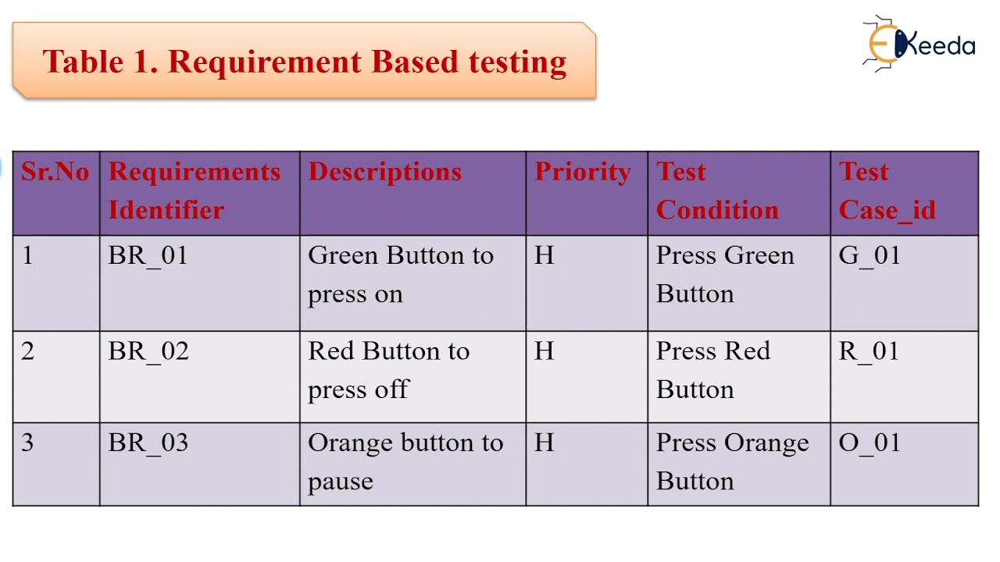 Table 1. Requirement Based testing
EKeeda
Sr.No Requirements Identifier Descriptions Priority Test Condition Test Case_id
1 BR_01 Green Button to press on H Press Green Button G_01
2 BR_02 Red Button to press off H Press Red Button R_01
3 BR_03 Orange button to pause H Press Orange Button O_01